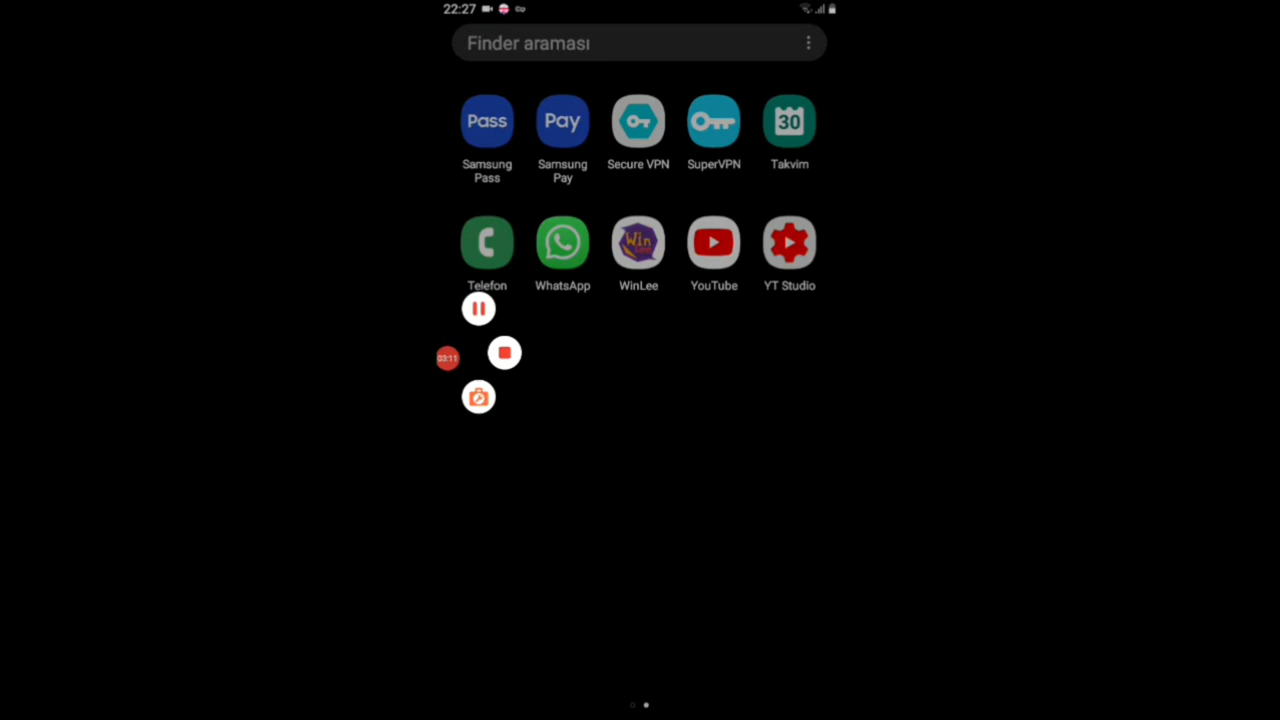 22:27
Finder araması
Pass
Pay
30
Samsung Pass
Samsung Pay
Secure VPN
SuperVPN
Takvim
Win
Telefon
WhatsApp
WinLee
YouTube
YT Studio
03:11